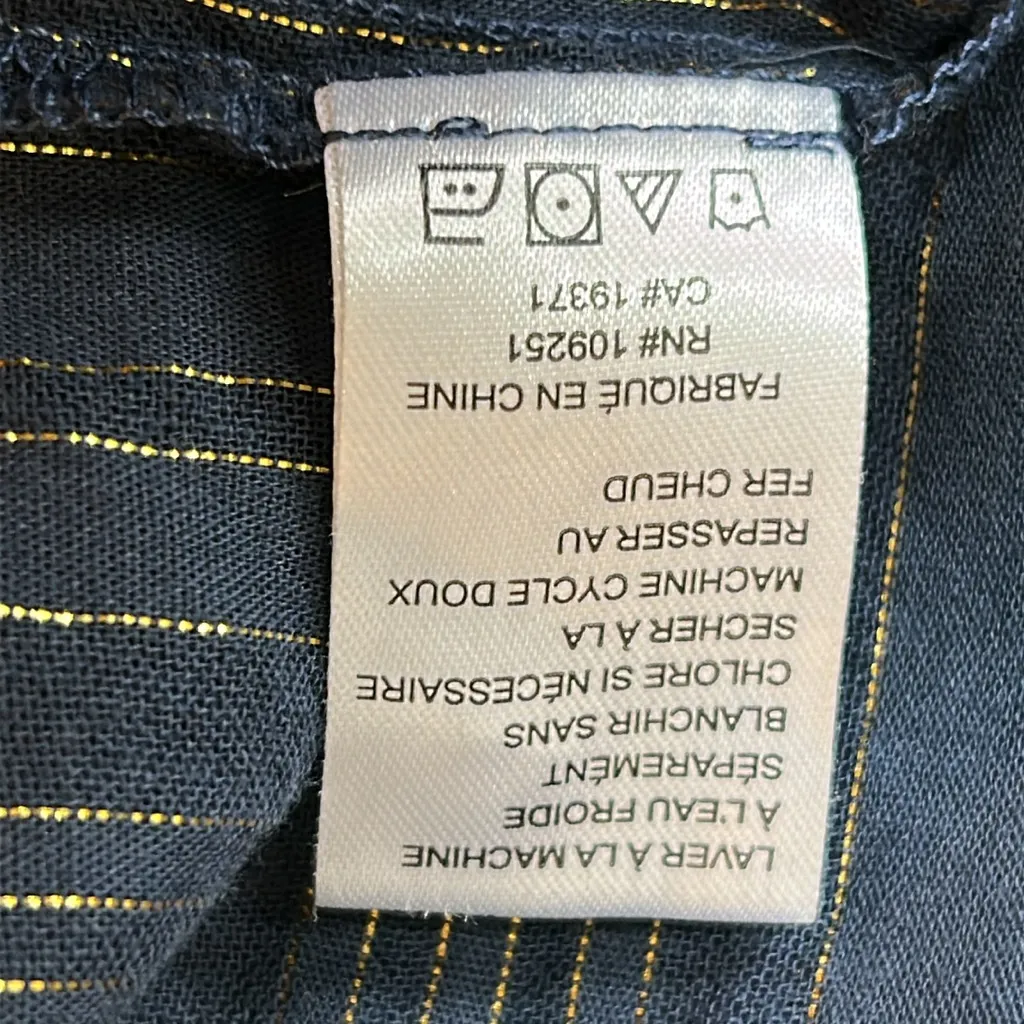 LAVER À LA MACHINE
À L'EAU FROIDE
SÉPARÉMENT
BLANCHIR SANS
CHLORE SI NÉCESSAIRE
SECHER À LA
MACHINE CYCLE DOUX
REPASSER AU
FER CHEUD
FABRIQUÉ EN CHINE
RN# 109251
CA# 19371